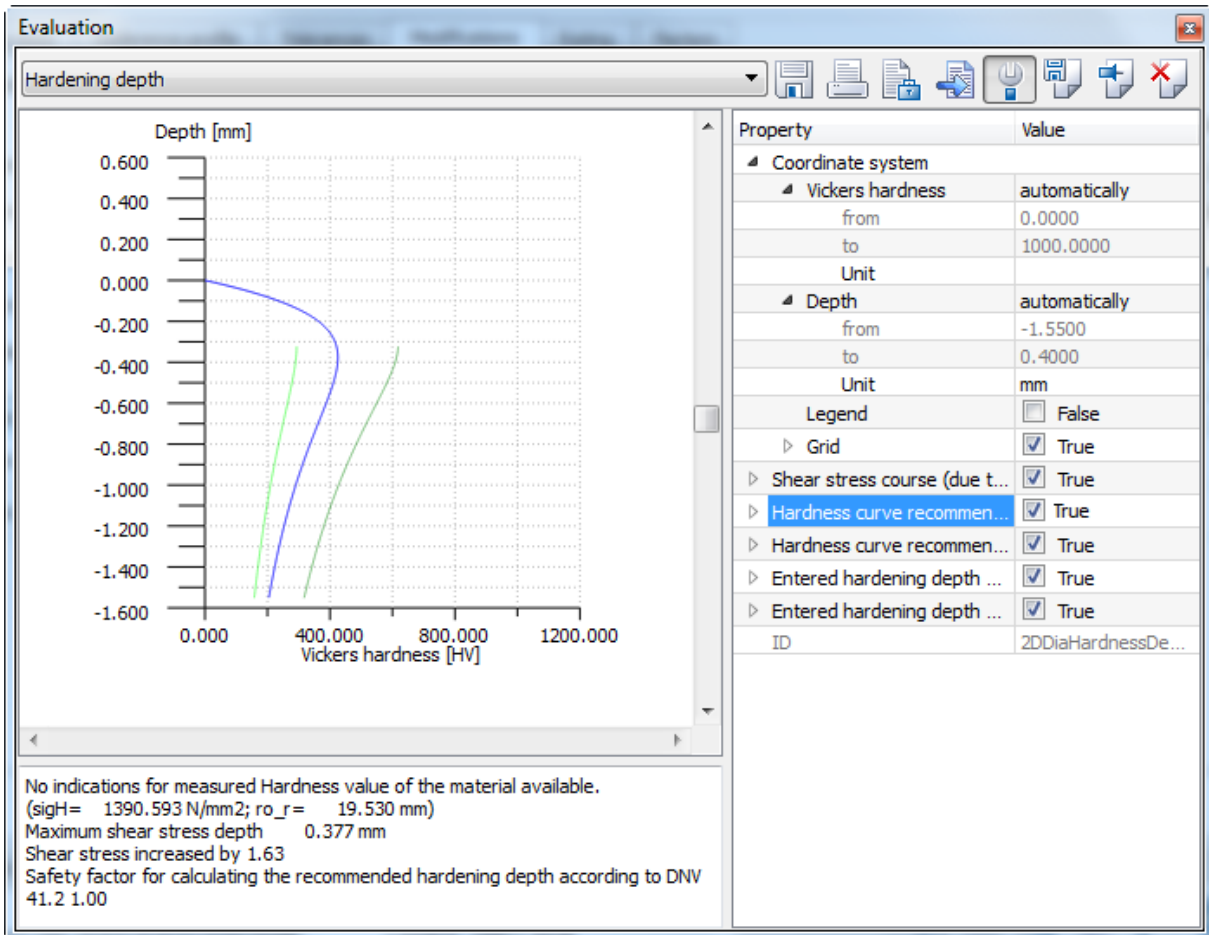 Evaluation
Hardening depth
Depth [mm]
0.600
0.400
0.200
0.000
-0.200
-0.400
-0.600
-0.800
-1.000
-1.200
-1.400
-1.600
0.000 400.000 800.000 1200.000
Vickers hardness [HV]
Property Value
Coordinate system
Vickers hardness automatically
from 0.0000
to 1000.0000
Unit
Depth automatically
from -1.5500
to 0.4000
Unit mm
Legend False
Grid True
Shear stress course (due t... True
Hardness curve recommen... True
Hardness curve recommen... True
Entered hardening depth ... True
Entered hardening depth ... True
ID 2DDiaHardnessDe...
No indications for measured Hardness value of the material available.
(sigH= 1390.593 N/mm2; ro_r= 19.530 mm)
Maximum shear stress depth 0.377 mm
Shear stress increased by 1.63
Safety factor for calculating the recommended hardening depth according to DNV
41.2 1.00